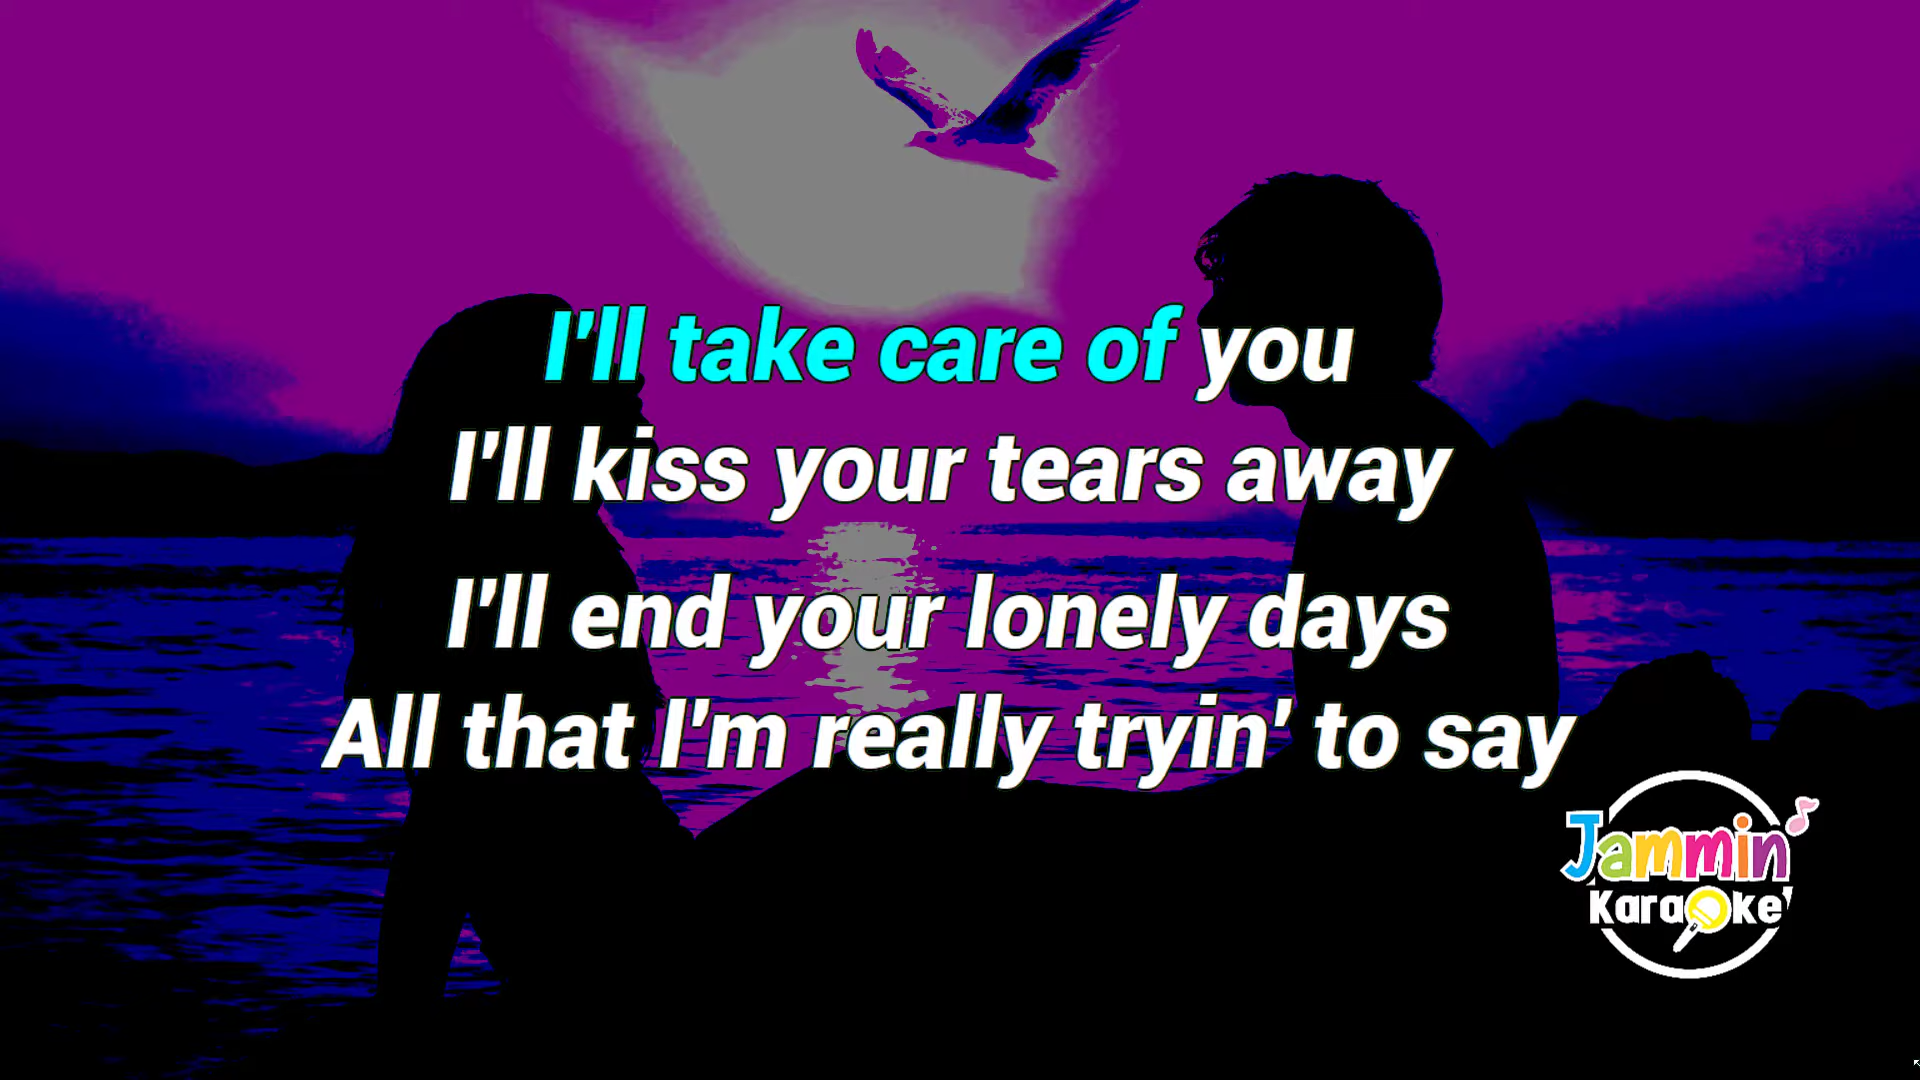 I'll take care of you
I'll kiss your tears away
I'll end your lonely days
All that I'm really tryin' to say
Jammin'
Karaoke